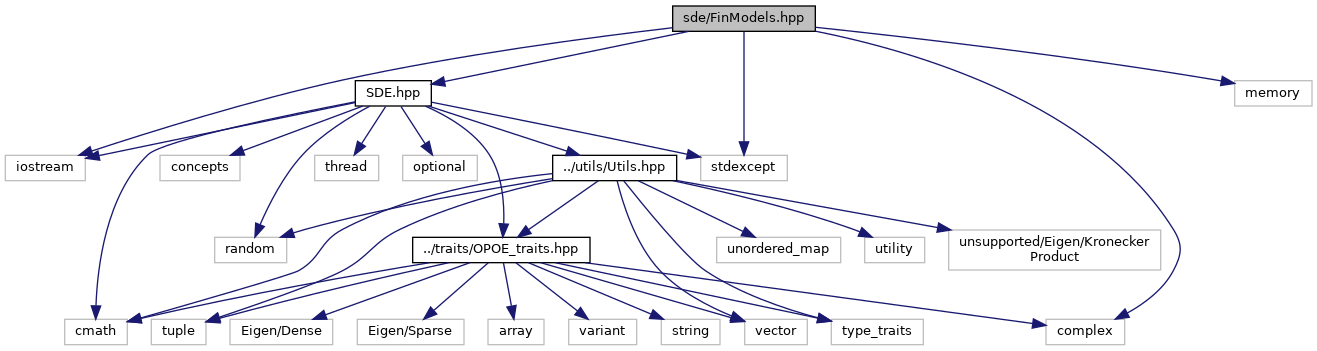 sde/FinModels.hpp
SDE.hpp
memory
iostream
concepts
thread
optional
../utils/Utils.hpp
stdexcept
random
../traits/OPOE_traits.hpp
unordered_map
utility
unsupported/Eigen/Kronecker
Product
cmath
tuple
Eigen/Dense
Eigen/Sparse
array
variant
string
vector
type_traits
complex